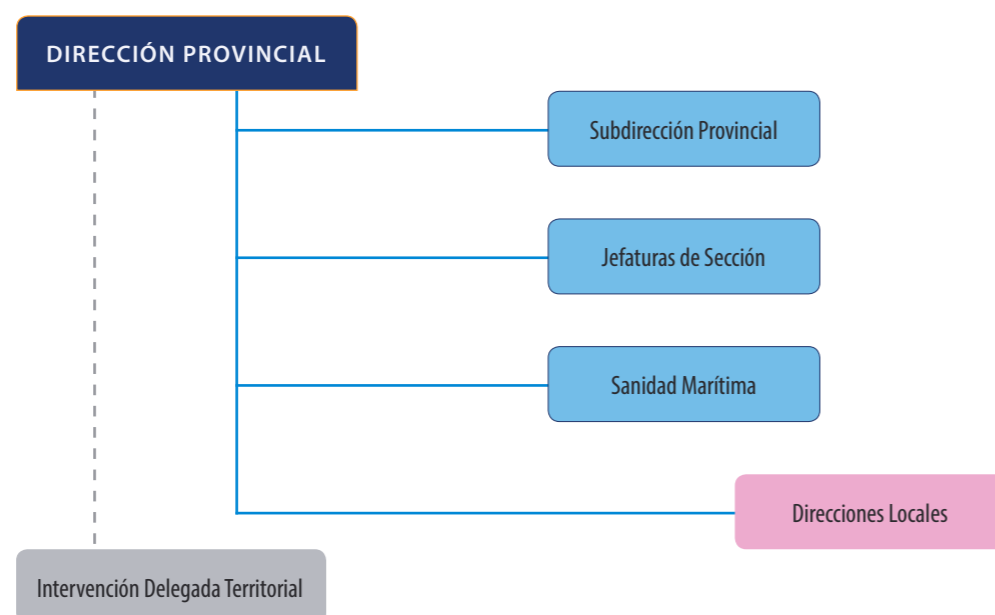 DIRECCIÓN PROVINCIAL
Subdirección Provincial
Jefaturas de Sección
Sanidad Marítima
Direcciones Locales
Intervención Delegada Territorial